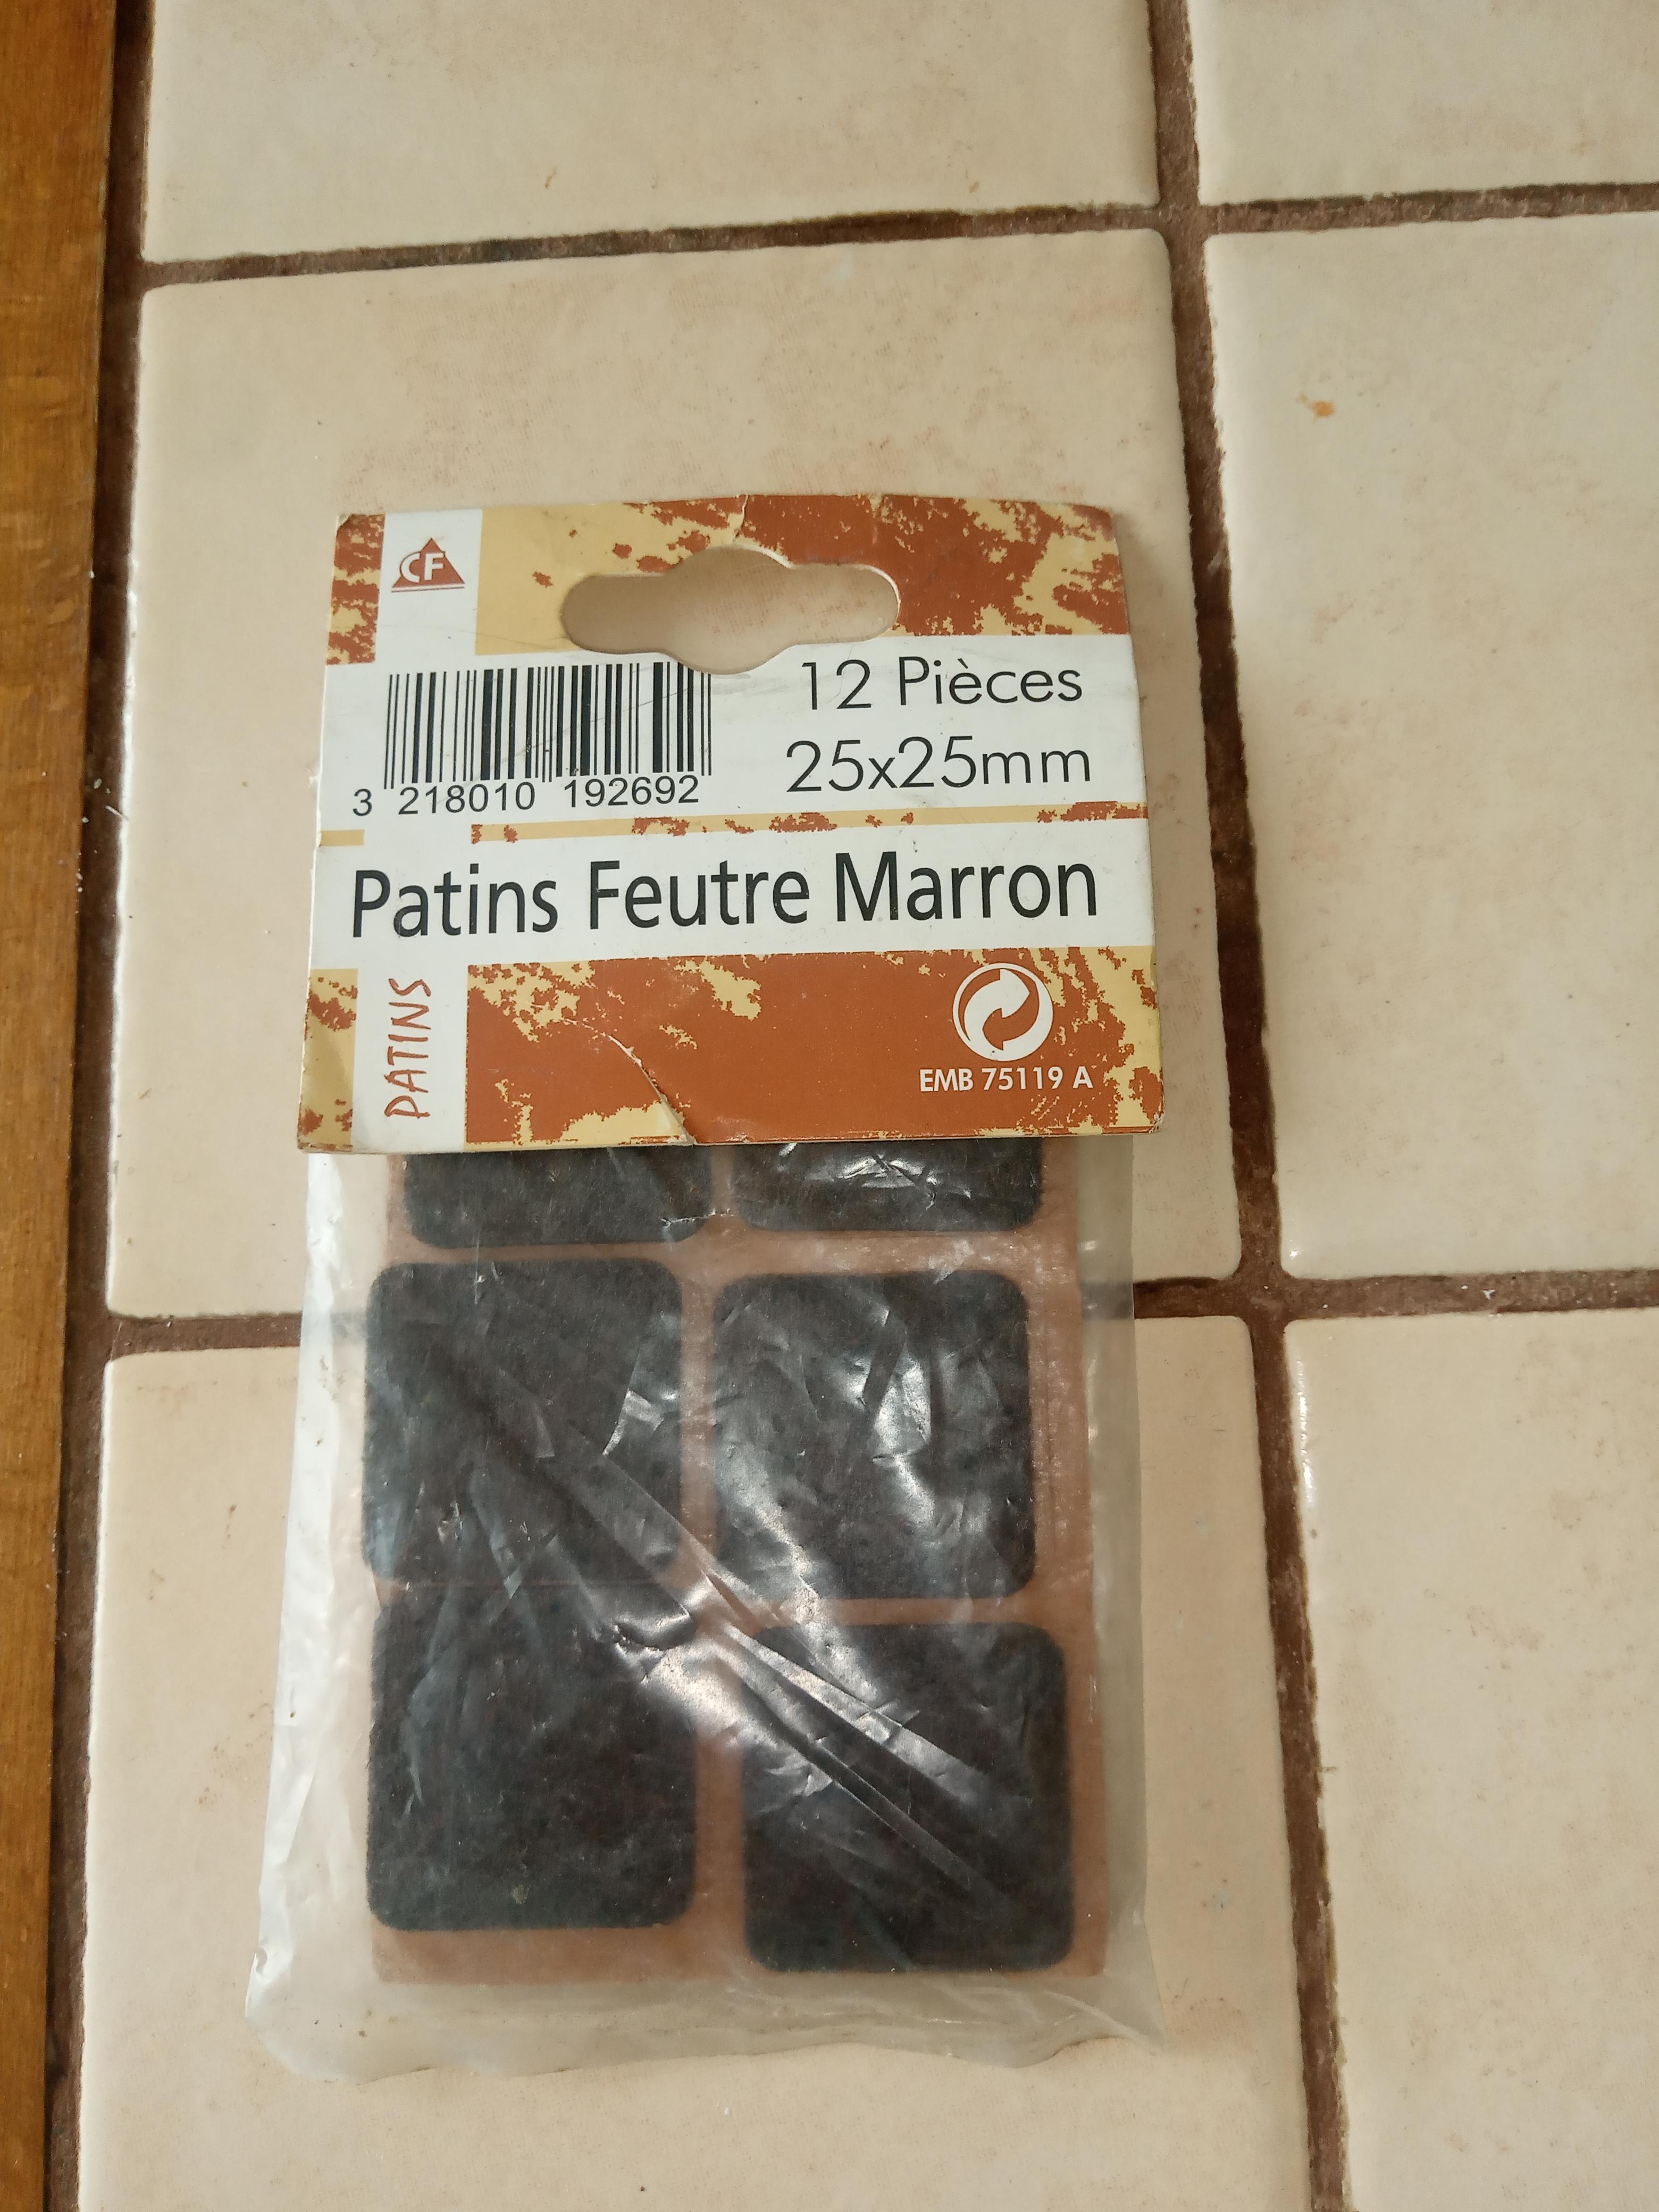 CF
12 Pièces
25x25mm
3 218010 192692
Patins Feutre Marron
PATINS
EMB 75119 A